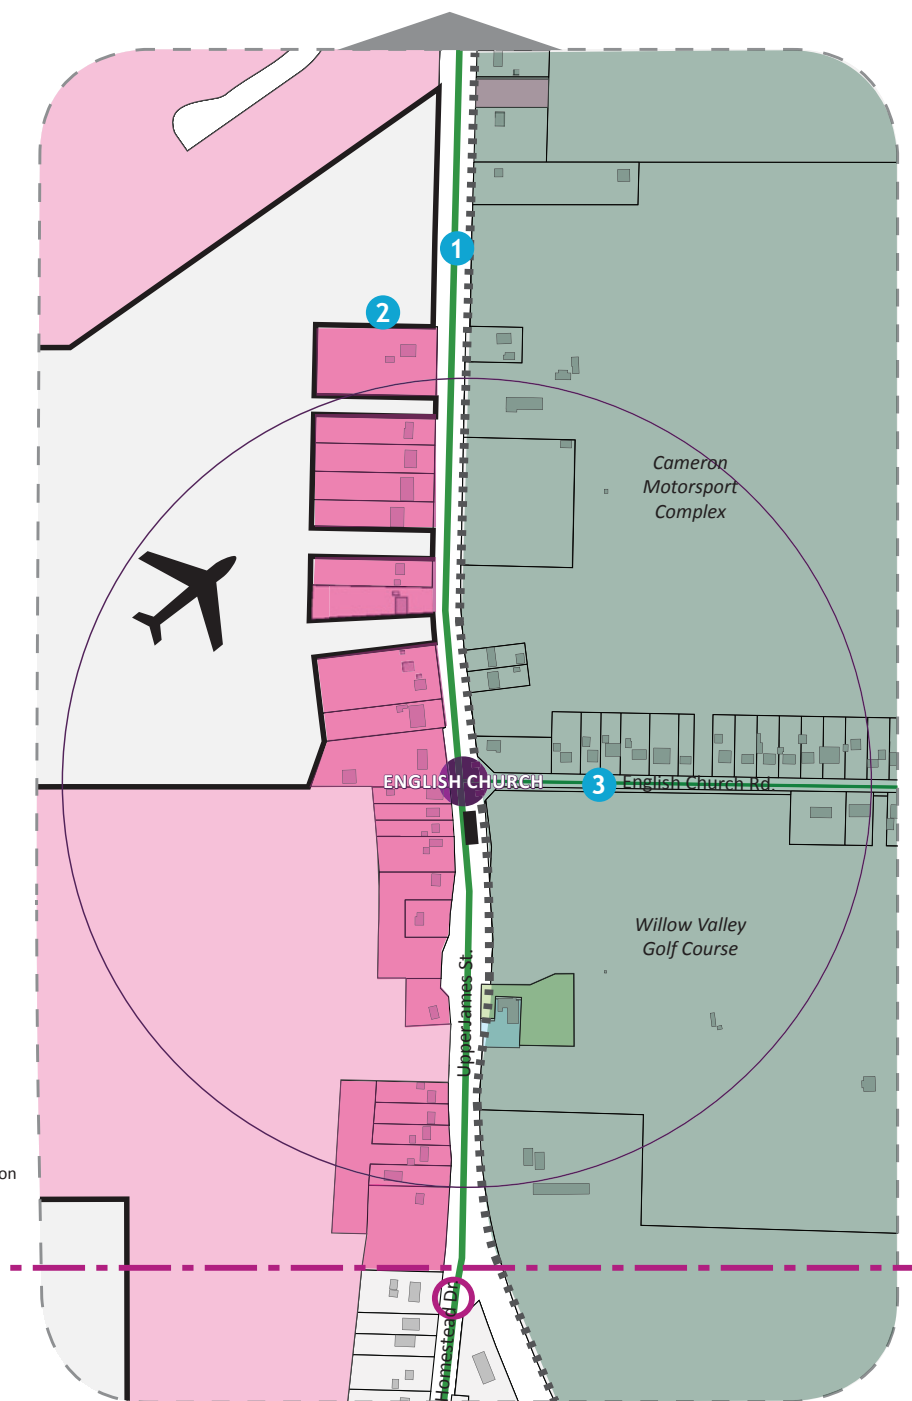 1
2
Cameron
Motorsport
Complex
ENGLISH CHURCH
3
English Church Rd.
Willow Valley
Golf Course
Upper James St.
on
Homestead Dr.